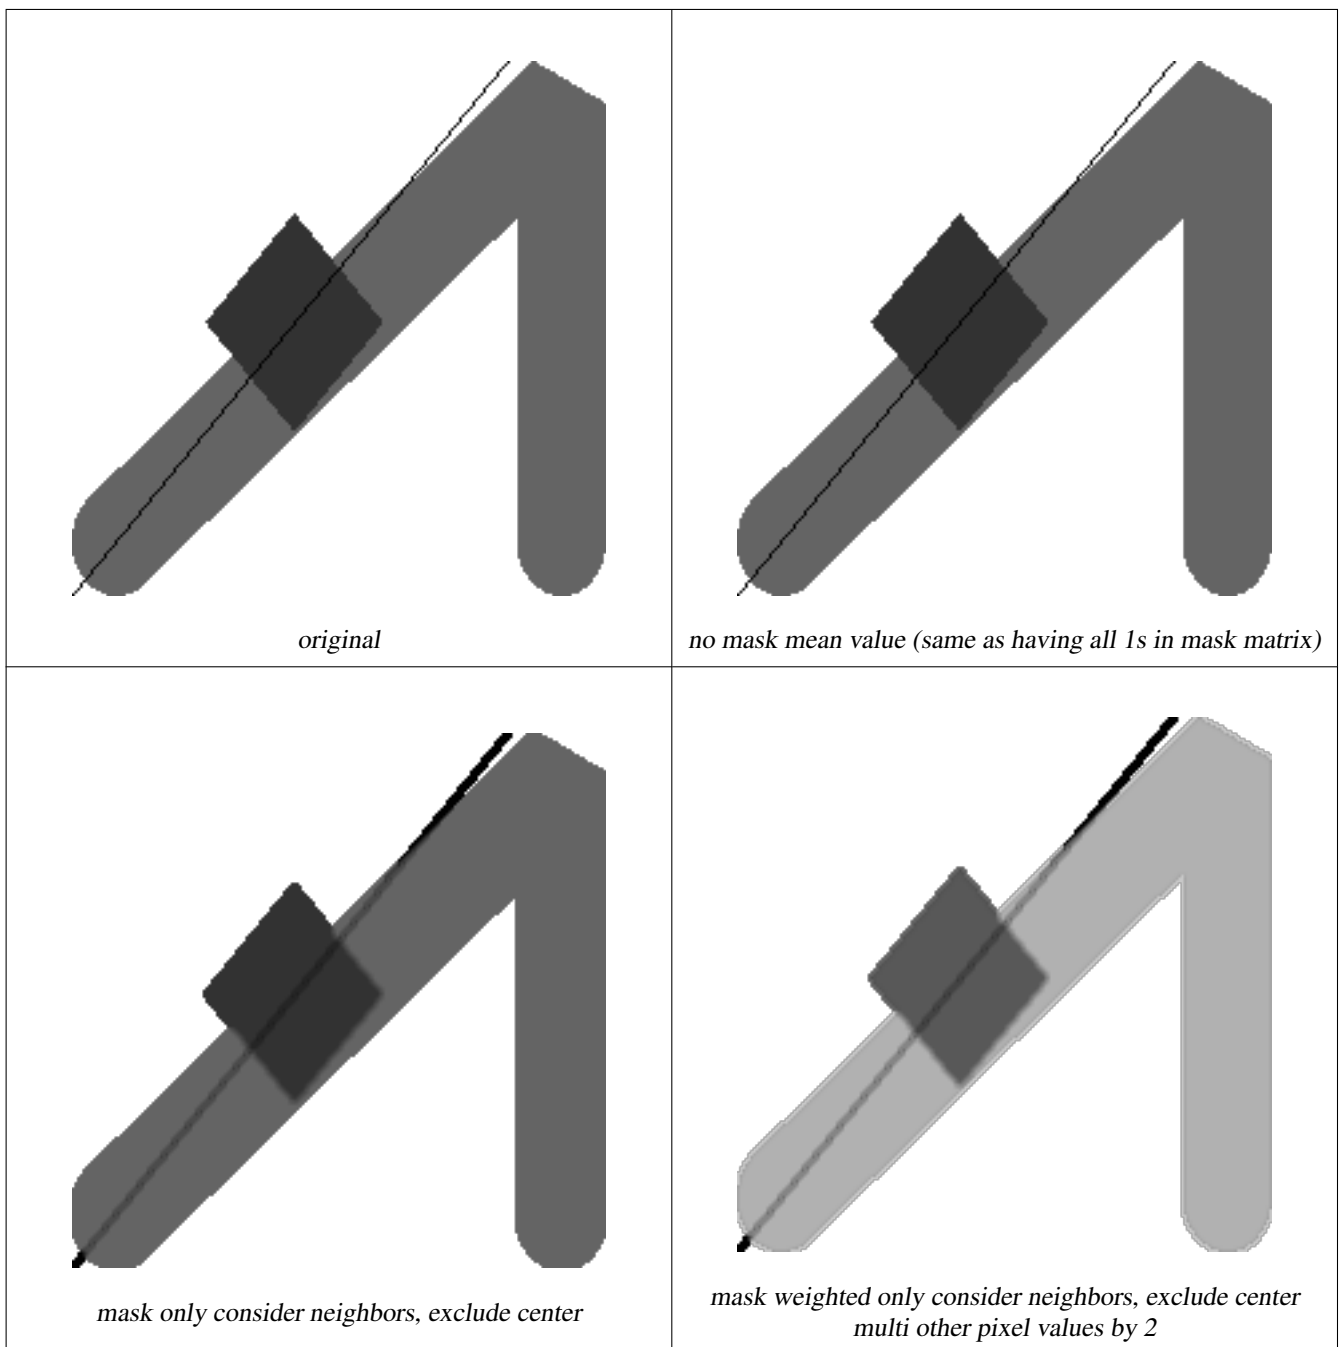 original
no mask mean value (same as having all 1s in mask matrix)
mask only consider neighbors, exclude center
mask weighted only consider neighbors, exclude center
multi other pixel values by 2